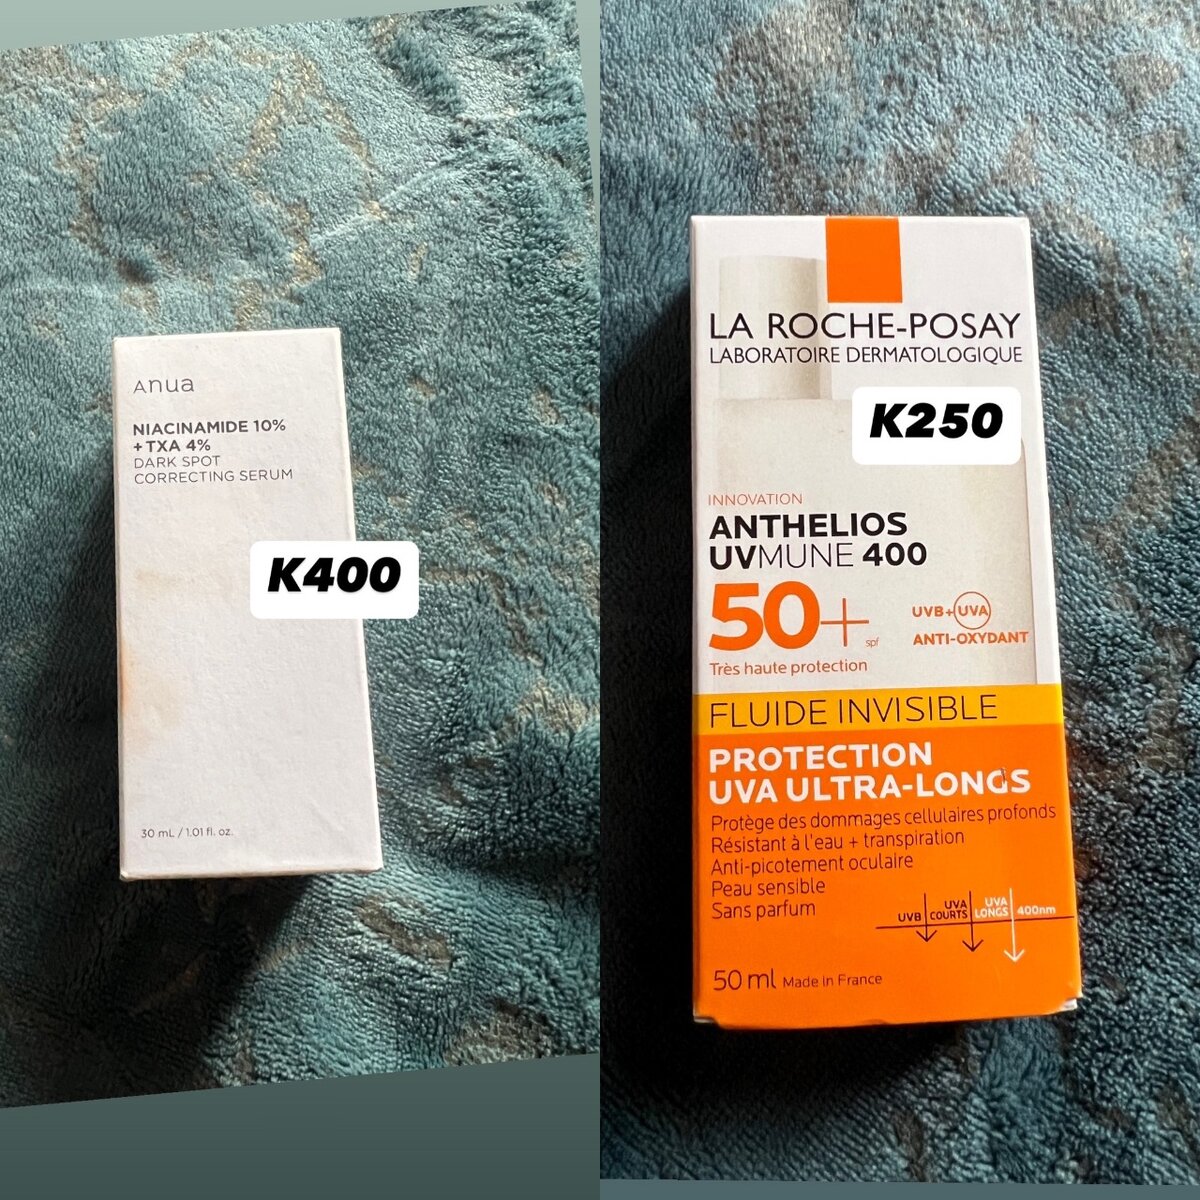 Anua
NIACINAMIDE 10%
+ TXA 4%
DARK SPOT
CORRECTING SERUM
K400
30 mL / 1.01 fl. oz.
LA ROCHE-POSAY
LABORATOIRE DERMATOLOGIQUE
K250
INNOVATION
ANTHELIOS
UVMUNE 400
50+ spf
UVB+UVA
ANTI-OXYDANT
Très haute protection
FLUIDE INVISIBLE
PROTECTION
UVA ULTRA-LONGS
Protège des dommages cellulaires profonds
Résistant à l'eau + transpiration
Anti-picotement oculaire
Peau sensible
Sans parfum
UVB UVA COURTS UVA LONGS 400nm
50 ml Made in France